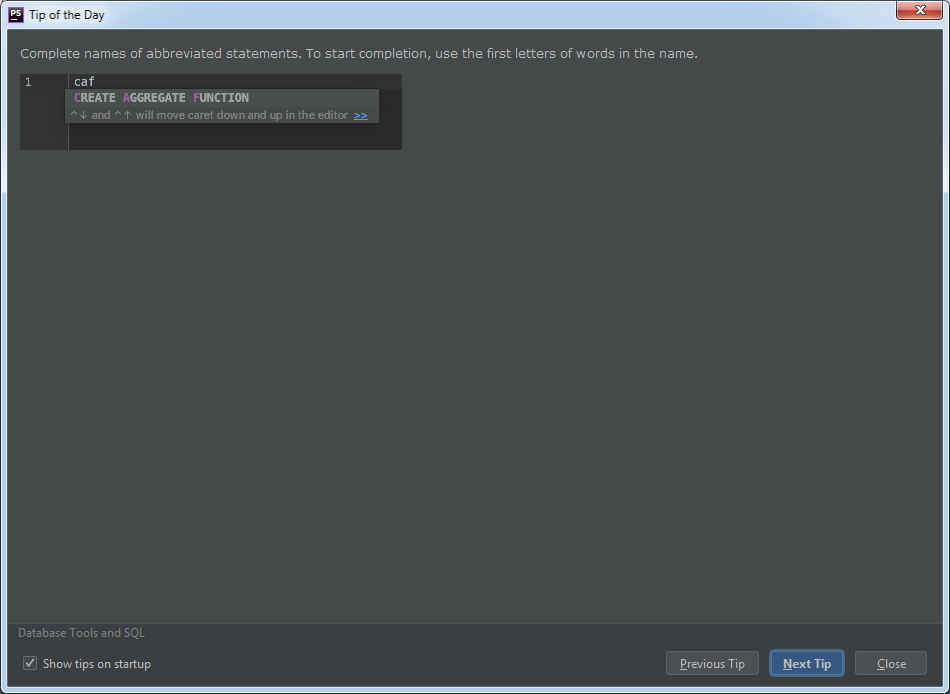 PS Tip of the Day
Complete names of abbreviated statements. To start completion, use the first letters of words in the name.
1 caf
CREATE AGGREGATE FUNCTION
^↓ and ^↑ will move caret down and up in the editor >>
Database Tools and SQL
Show tips on startup
Previous Tip
Next Tip
Close